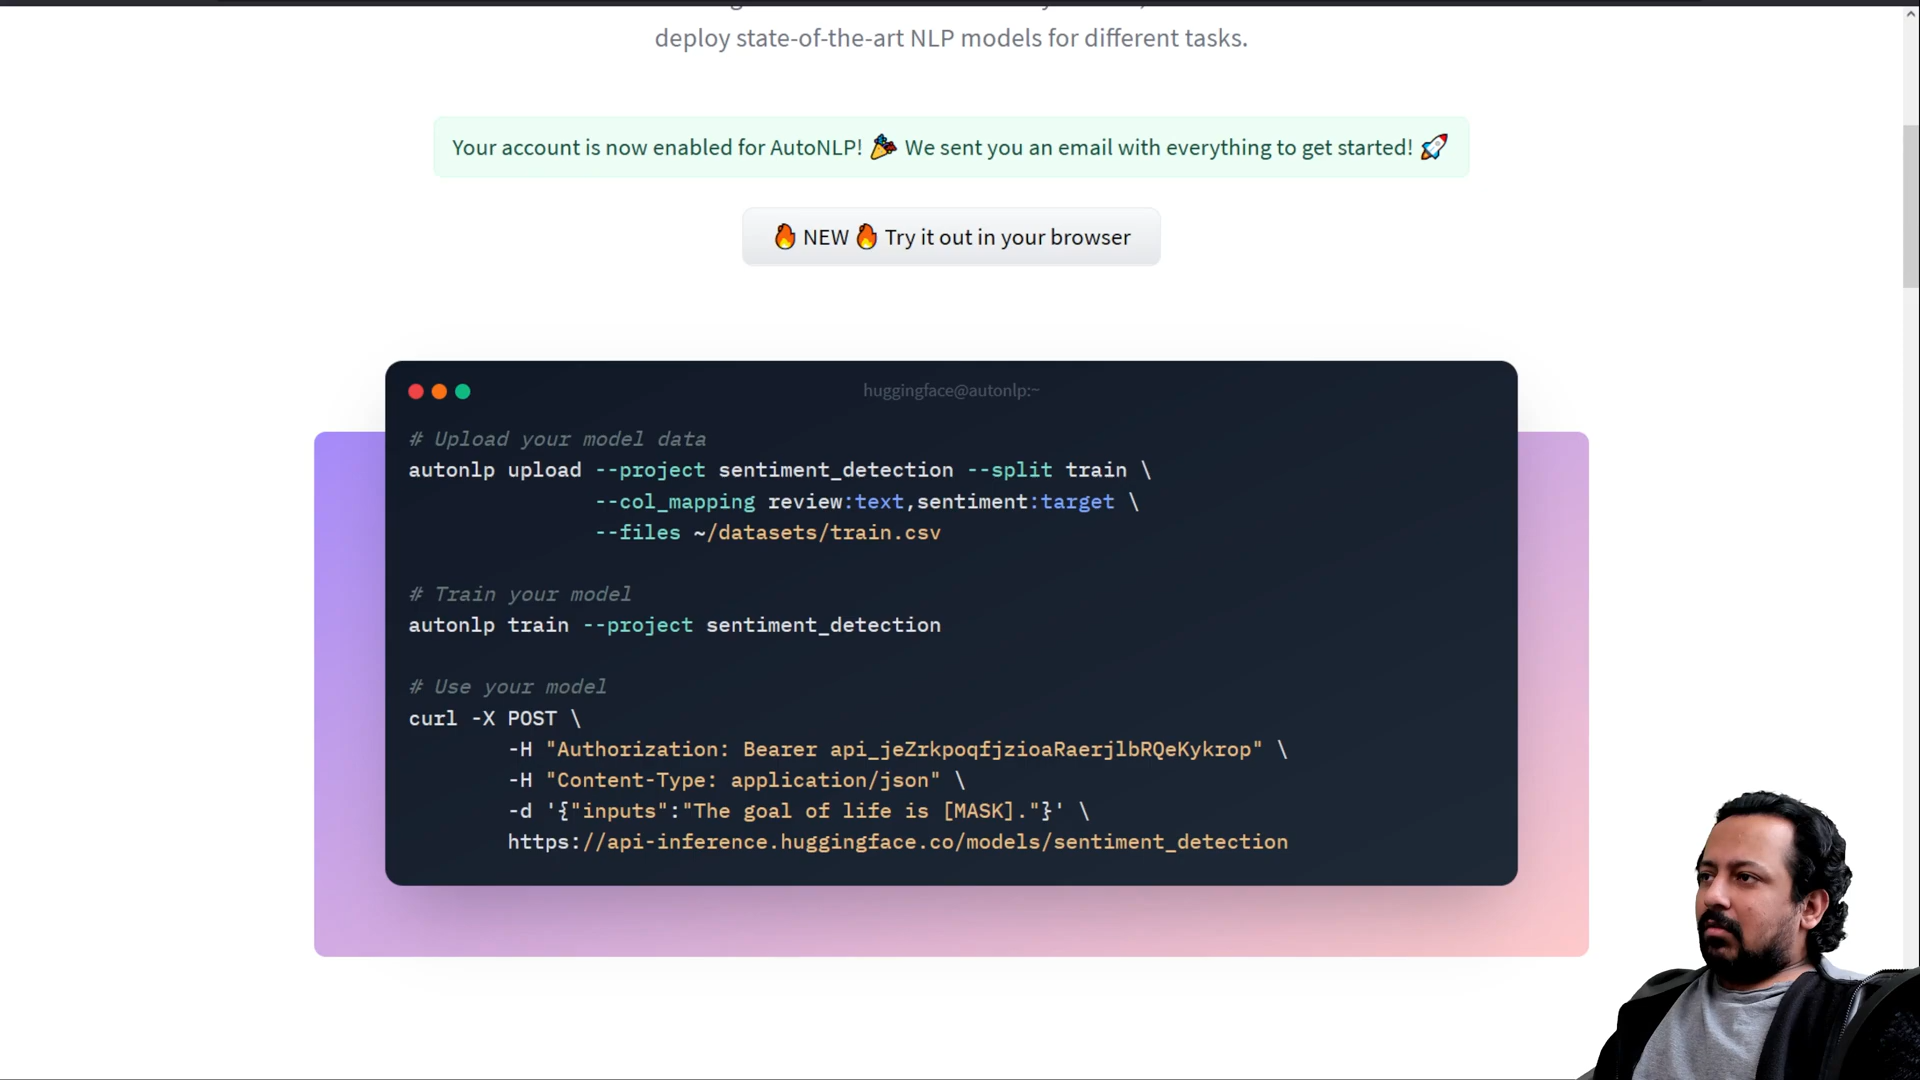 deploy state-of-the-art NLP models for different tasks.
Your account is now enabled for AutoNLP! 🎉 We sent you an email with everything to get started! 🚀
🔥 NEW 🔥 Try it out in your browser
huggingface@autonlp:~
# Upload your model data
autonlp upload --project sentiment_detection --split train \
--col_mapping review:text,sentiment:target \
--files ~/datasets/train.csv
# Train your model
autonlp train --project sentiment_detection
# Use your model
curl -X POST \
-H "Authorization: Bearer api_jeZrkpoqfjzioaRaerjlbRQeKykrop" \
-H "Content-Type: application/json" \
-d '{"inputs":"The goal of life is [MASK]."}' \
https://api-inference.huggingface.co/models/sentiment_detection